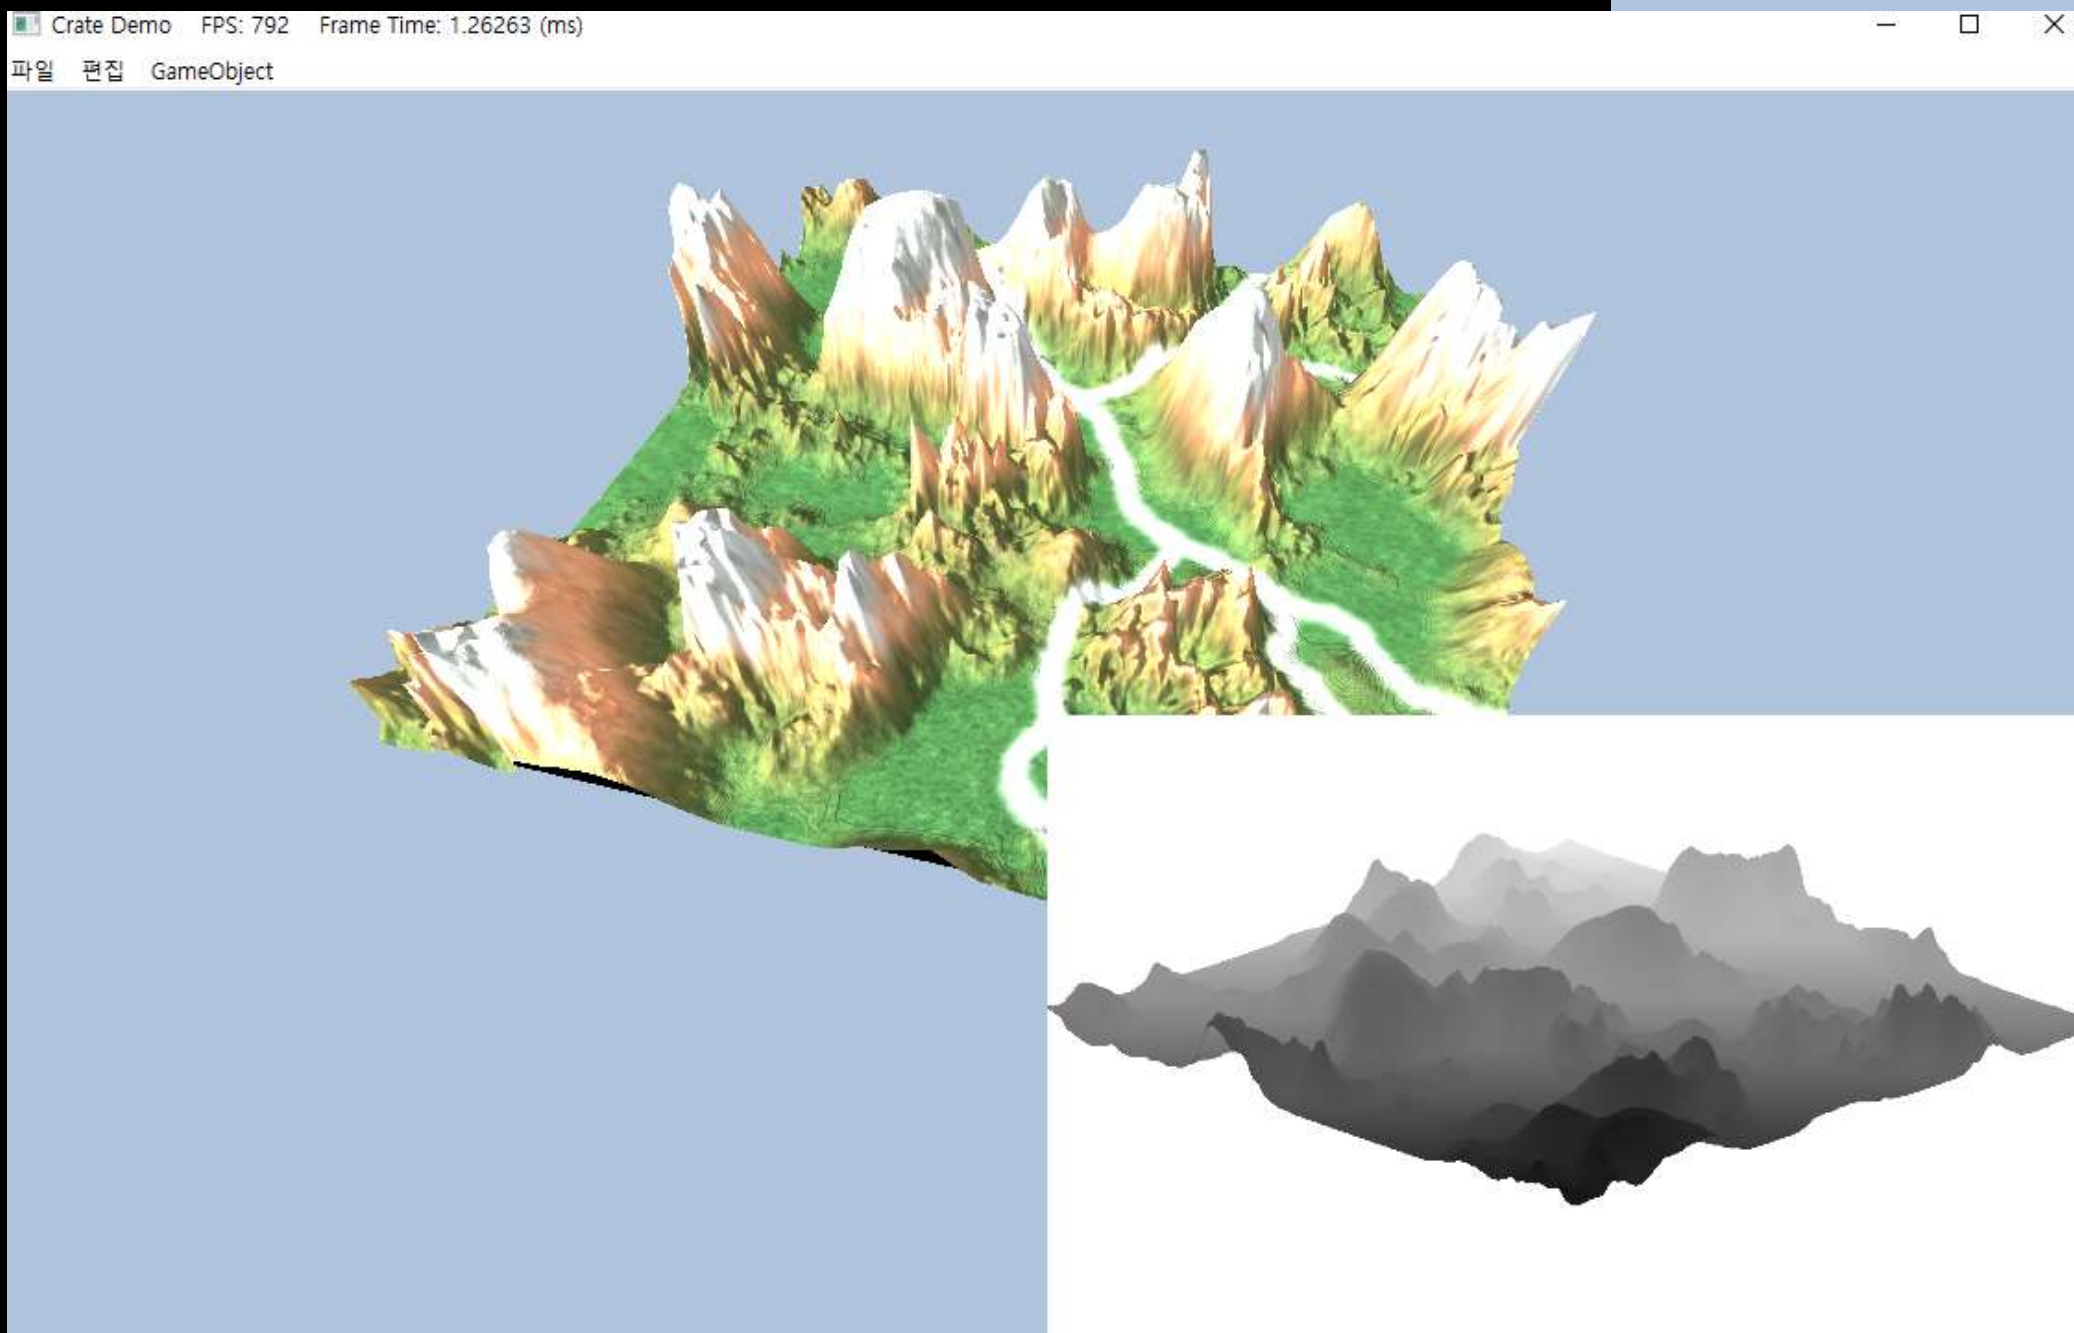 Crate Demo FPS: 792 Frame Time: 1.26263 (ms)
파일 편집 GameObject